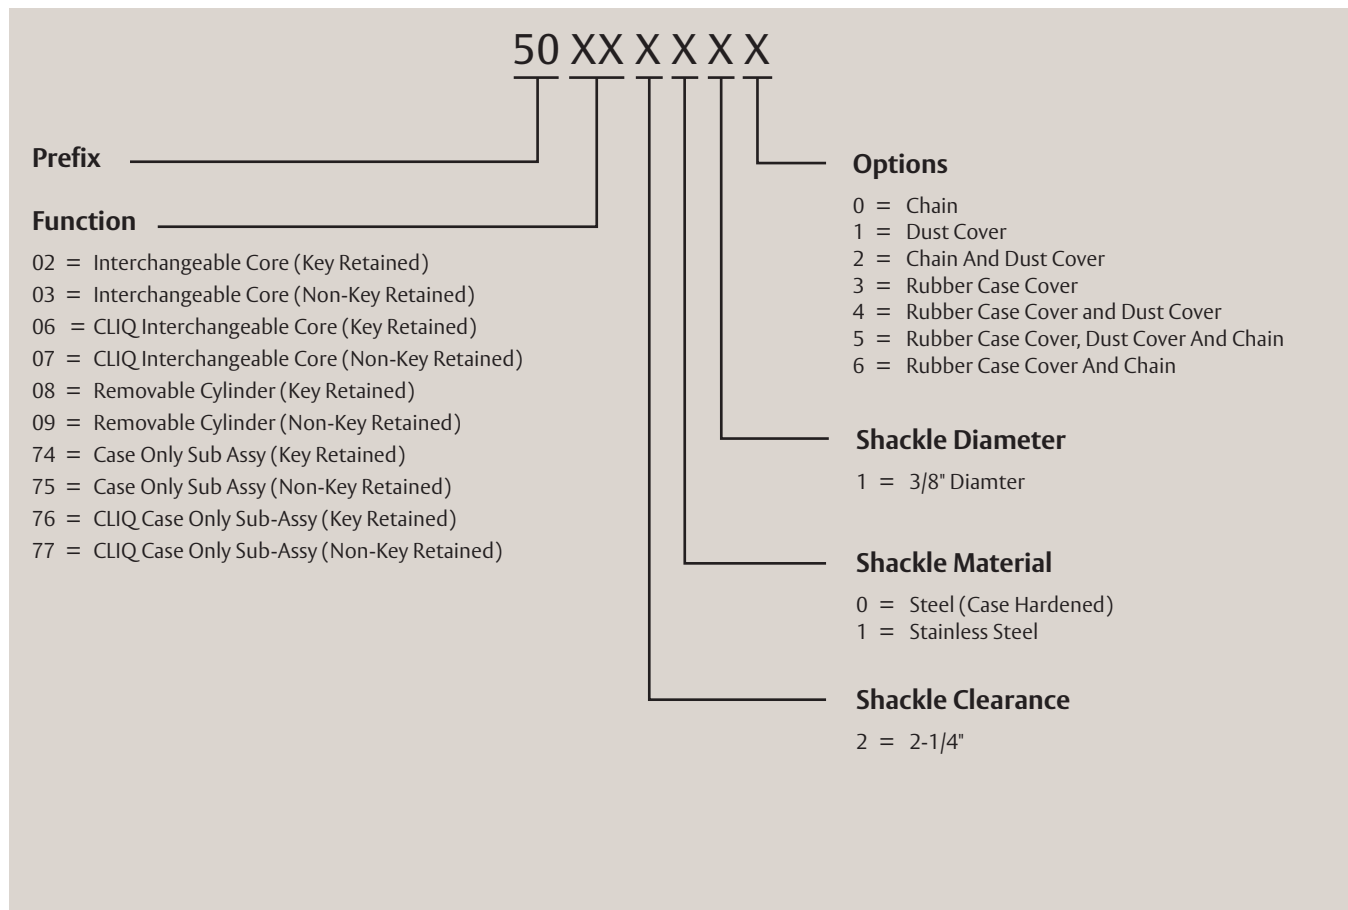 50 XX X X X X
Prefix
Function
02 = Interchangeable Core (Key Retained)
03 = Interchangeable Core (Non-Key Retained)
06 = CLIQ Interchangeable Core (Key Retained)
07 = CLIQ Interchangeable Core (Non-Key Retained)
08 = Removable Cylinder (Key Retained)
09 = Removable Cylinder (Non-Key Retained)
74 = Case Only Sub Assy (Key Retained)
75 = Case Only Sub Assy (Non-Key Retained)
76 = CLIQ Case Only Sub-Assy (Key Retained)
77 = CLIQ Case Only Sub-Assy (Non-Key Retained)
Options
0 = Chain
1 = Dust Cover
2 = Chain And Dust Cover
3 = Rubber Case Cover
4 = Rubber Case Cover and Dust Cover
5 = Rubber Case Cover, Dust Cover And Chain
6 = Rubber Case Cover And Chain
Shackle Diameter
1 = 3/8" Diamter
Shackle Material
0 = Steel (Case Hardened)
1 = Stainless Steel
Shackle Clearance
2 = 2-1/4"